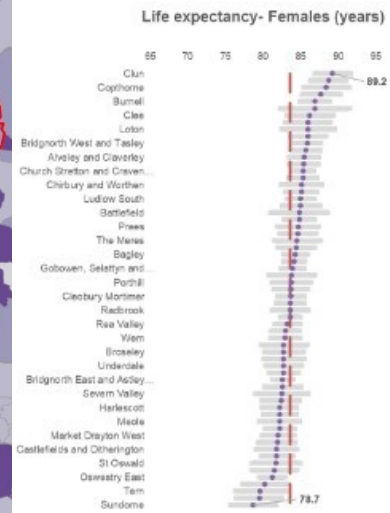 Life expectancy- Females (years)
65 70 75 80 85 90 95
Clun
89.2
Copthorne
Burnell
Clee
Loton
Bridgnorth West and Tasley
Alveley and Claverley
Church Stretton and Craven...
Chirbury and Worthen
Ludlow South
Battlefield
Prees
The Meres
Bagley
Gobowen, Selattyn and...
Porthill
Cleobury Mortimer
Radbrook
Rea Valley
Wem
Broseley
Underdale
Bridgnorth East and Astley...
Severn Valley
Harlescott
Meole
Market Drayton West
Castlefields and Ditherington
St Oswald
Oswestry East
Tern
Sundorne
78.7